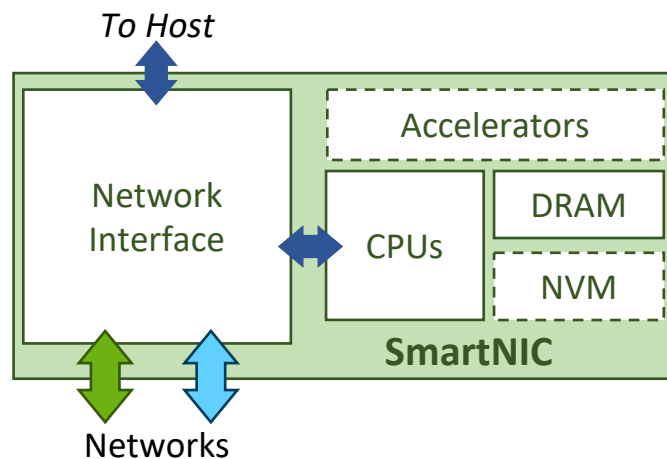 To Host
Accelerators
Network
Interface
CPUs
DRAM
NVM
SmartNIC
Networks